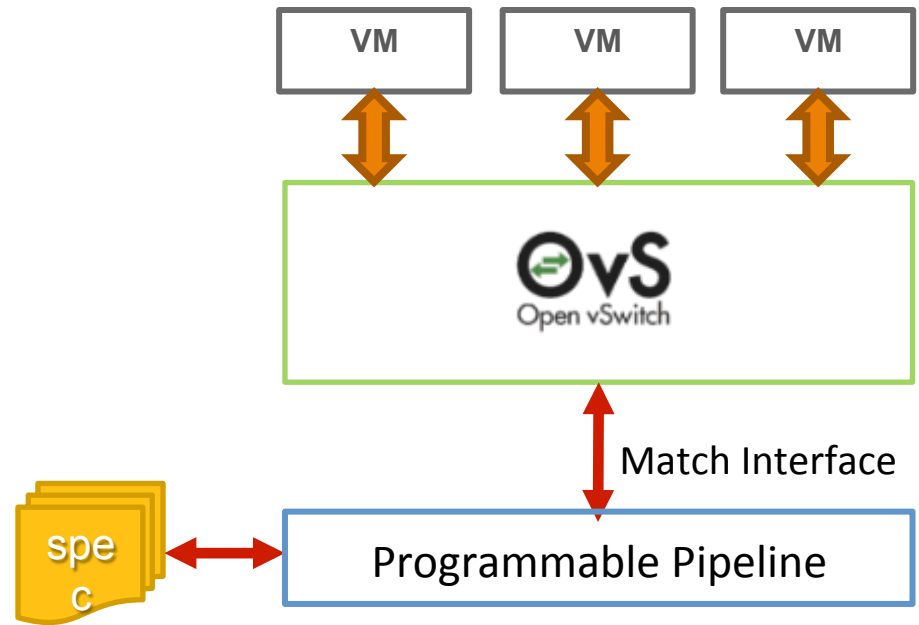 VM
VM
VM
OvS
Open vSwitch
Match Interface
spe
c
Programmable Pipeline